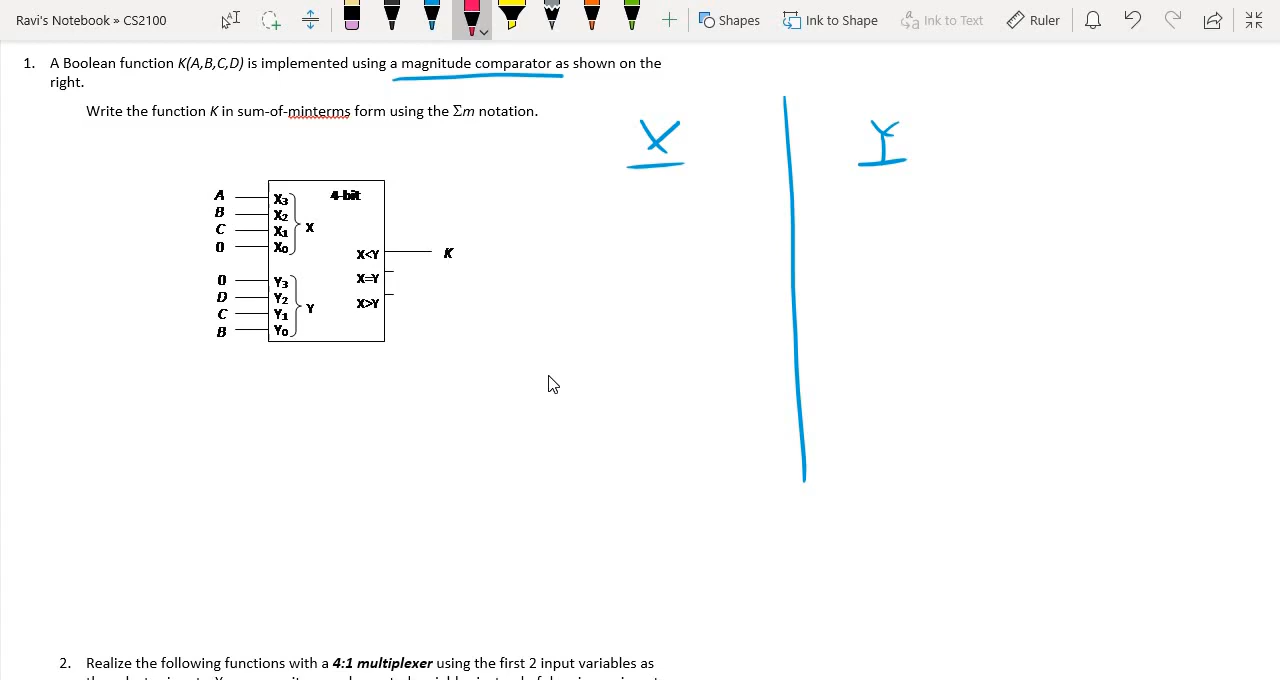 Ravi's Notebook » CS2100
Shapes
Ink to Shape
Ink to Text
Ruler
1. A Boolean function K(A,B,C,D) is implemented using a magnitude comparator as shown on the
right.
Write the function K in sum-of-minterms form using the Σm notation.
X
Y
A X3 4-bit
B X2
C X1 X
0 X0
X<Y K
0 Y3 X=Y
D Y2
C Y1 Y X>Y
B Y0
2. Realize the following functions with a 4:1 multiplexer using the first 2 input variables as